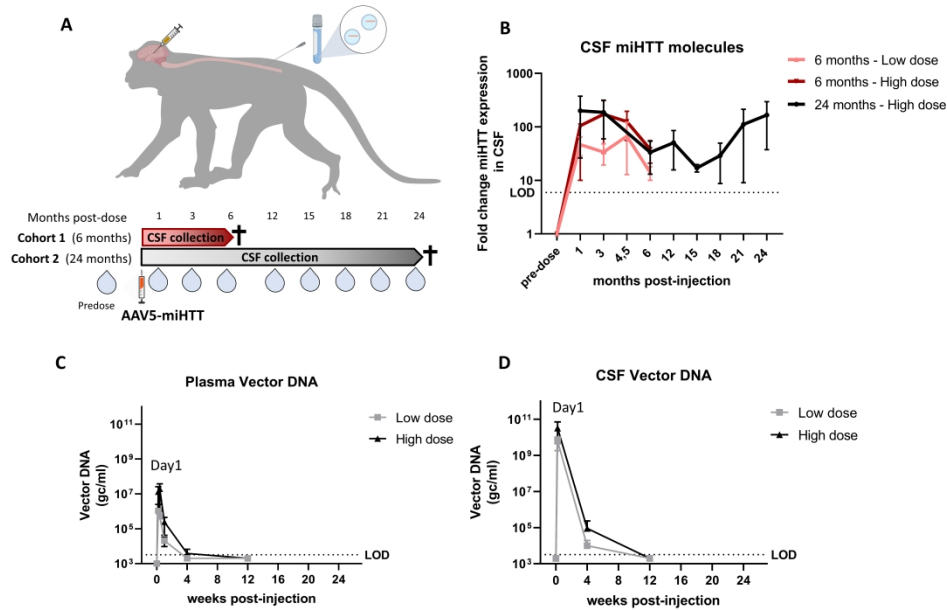 A
Months post-dose 1 3 6 12 15 18 21 24
Cohort 1 (6 months) CSF collection
Cohort 2 (24 months) CSF collection
Predose
AAV5-miHTT
B
CSF miHTT molecules
6 months - Low dose
6 months - High dose
24 months - High dose
Fold change miHTT expression
in CSF
1000
100
10
1
LOD
pre-dose 1 3 4,5 6 12 15 18 21 24
months post-injection
C
Plasma Vector DNA
Low dose
High dose
Day1
Vector DNA
(gc/ml)
10¹¹
10⁹
10⁷
10⁵
10³
LOD
0 4 8 12 16 20 24
weeks post-injection
D
CSF Vector DNA
Low dose
High dose
Day1
Vector DNA
(gc/ml)
10¹¹
10⁹
10⁷
10⁵
10³
LOD
0 4 8 12 16 20 24
weeks post-injection